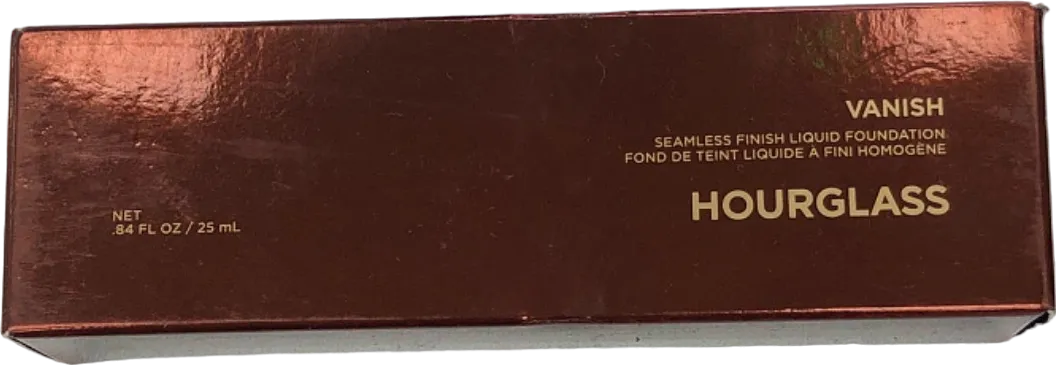 VANISH
SEAMLESS FINISH LIQUID FOUNDATION
FOND DE TEINT LIQUIDE À FINI HOMOGÈNE
HOURGLASS
NET
.84 FL OZ / 25 mL